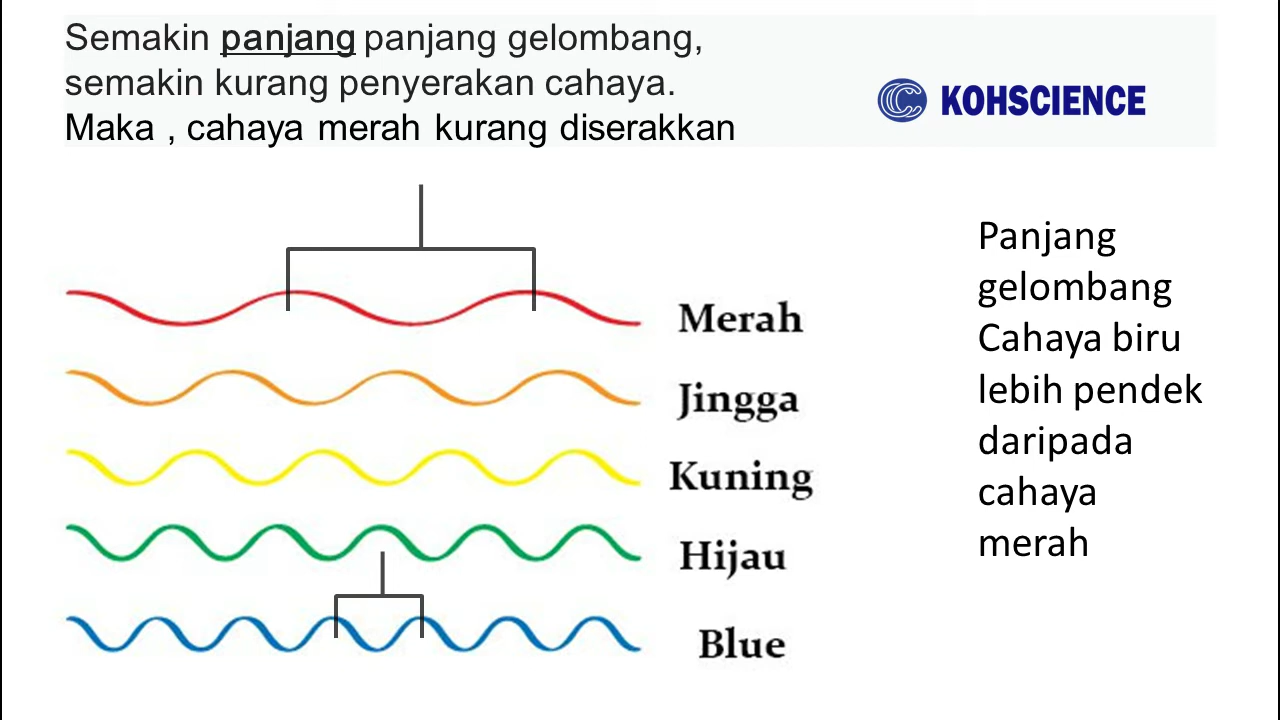 Semakin panjang panjang gelombang,
semakin kurang penyerakan cahaya.
Maka , cahaya merah kurang diserakkan
KOHSCIENCE
Panjang
gelombang
Cahaya biru
lebih pendek
daripada
cahaya
merah
Merah
Jingga
Kuning
Hijau
Blue